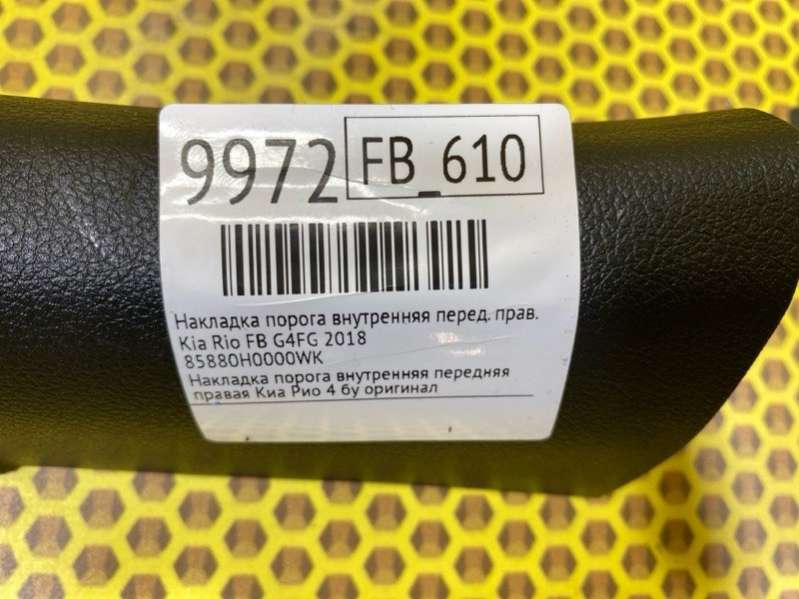 9972 FB_610
Накладка порога внутренняя перед. прав.
Kia Rio FB G4FG 2018
85880H0000WK
Накладка порога внутренняя передняя
правая Киа Рио 4 бу оригинал